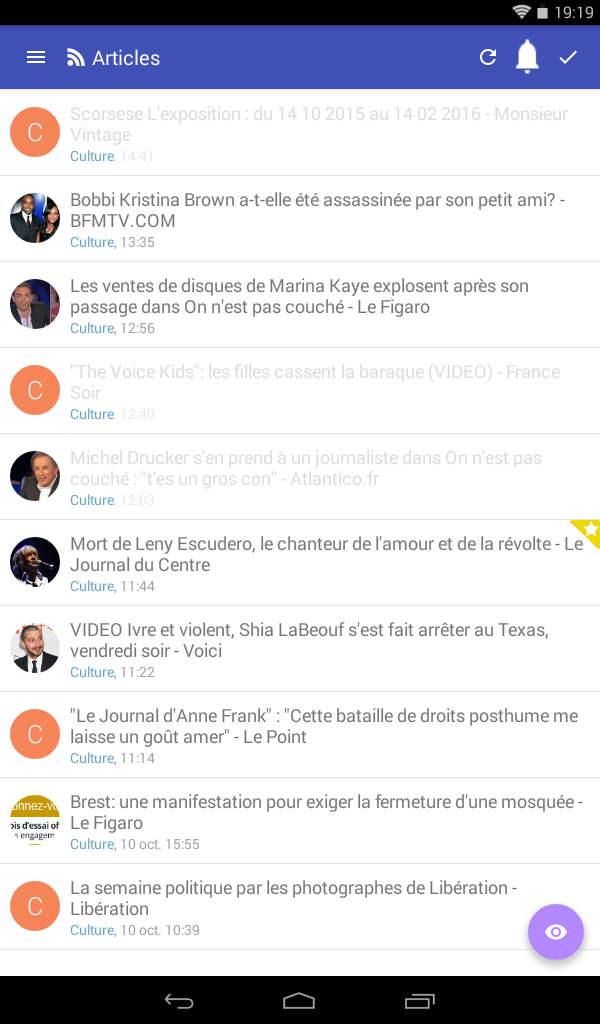 19:19
Articles
C
Scorsese L'exposition : du 14 10 2015 au 14 02 2016 - Monsieur
Vintage
Culture, 14:41
Bobbi Kristina Brown a-t-elle été assassinée par son petit ami? -
BFMTV.COM
Culture, 13:35
Les ventes de disques de Marina Kaye explosent après son
passage dans On n'est pas couché - Le Figaro
Culture, 12:56
C
"The Voice Kids": les filles cassent la baraque (VIDEO) - France
Soir
Culture, 12:40
Michel Drucker s'en prend à un journaliste dans On n'est pas
couché : "t'es un gros con" - Atlantico.fr
Culture, 12:03
Mort de Leny Escudero, le chanteur de l'amour et de la révolte - Le
Journal du Centre
Culture, 11:44
VIDEO Ivre et violent, Shia LaBeouf s'est fait arrêter au Texas,
vendredi soir - Voici
Culture, 11:22
C
"Le Journal d'Anne Frank" : "Cette bataille de droits posthume me
laisse un goût amer" - Le Point
Culture, 11:14
onnez-vo
ois d'essai of
s engagem
Brest: une manifestation pour exiger la fermeture d'une mosquée -
Le Figaro
Culture, 10 oct. 15:55
C
La semaine politique par les photographes de Libération -
Libération
Culture, 10 oct. 10:39